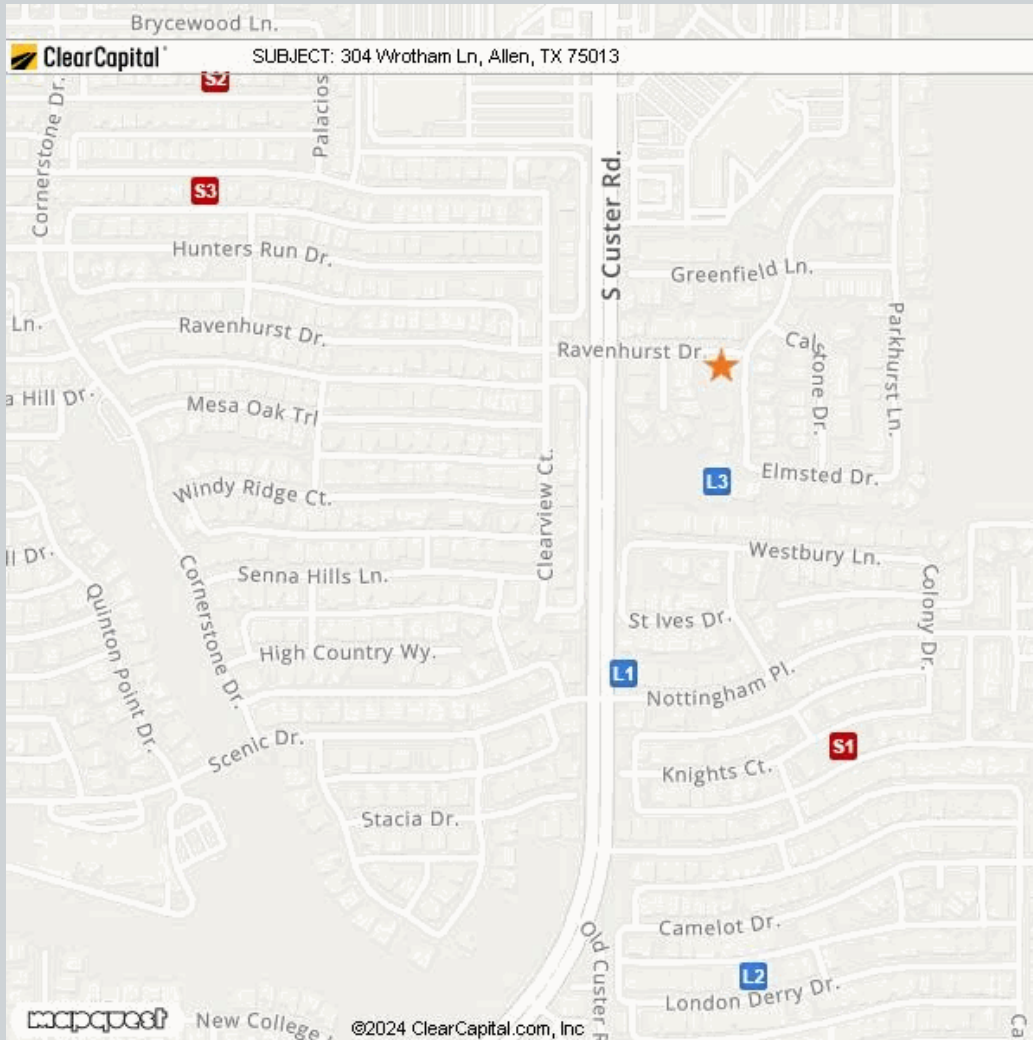 Brycewood Ln.
ClearCapital®
SUBJECT: 304 Wrotham Ln, Allen, TX 75013
S2
Palacios
Cornerstone Dr.
S Custer Rd.
S3
Hunters Run Dr.
Greenfield Ln.
Ln.
Ravenhurst Dr.
Ravenhurst Dr.
Calstone Dr.
Parkhurst Ln.
a Hill Dr.
Mesa Oak Trl
Windy Ridge Ct.
Clearview Ct.
L3
Elmsted Dr.
ll Dr.
Westbury Ln.
Senna Hills Ln.
Cornerstone Dr.
Quinton Point Dr.
St Ives Dr.
Colony Dr.
High Country Wy.
L1
Nottingham Pl.
Scenic Dr.
S1
Knights Ct.
Stacia Dr.
Camelot Dr.
Old Custer R
L2
London Derry Dr.
mapquest
New College
©2024 ClearCapital.com, Inc
Ca